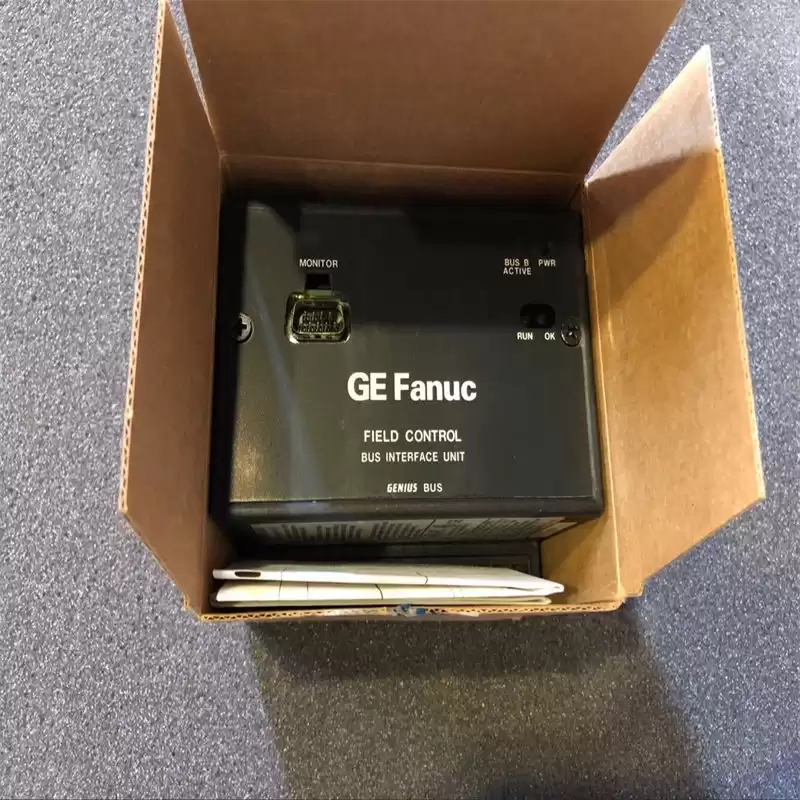 MONITOR
BUS B PWR
ACTIVE
RUN OK
GE Fanuc
FIELD CONTROL
BUS INTERFACE UNIT
GENIUS BUS